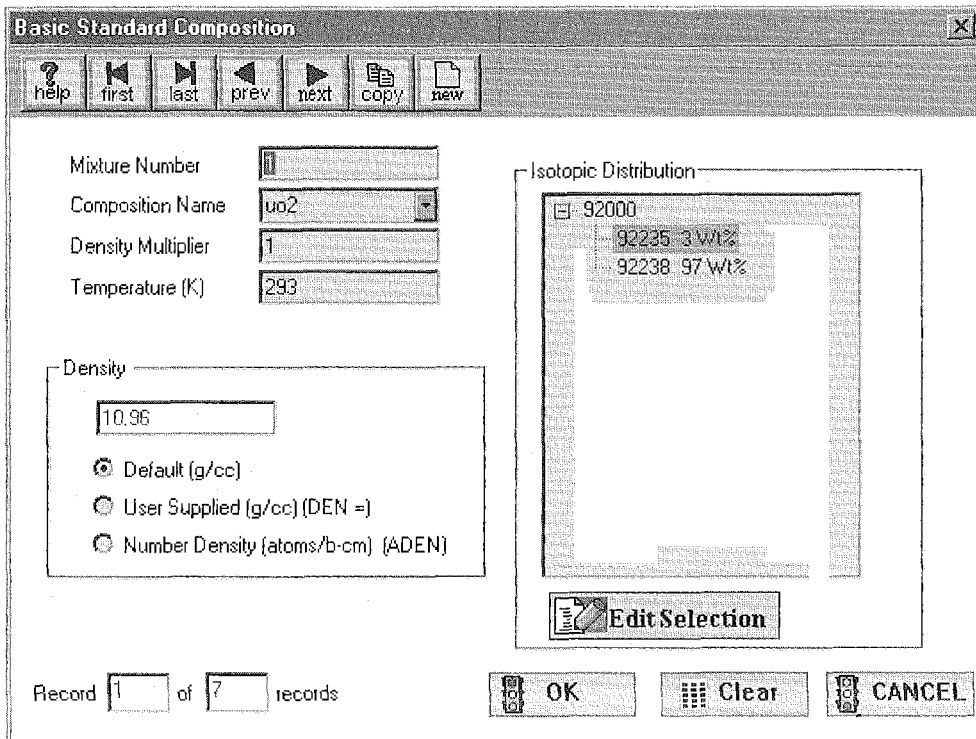 Basic Standard Composition
help first last prev next copy new
Mixture Number 1
Composition Name uo2
Density Multiplier 1
Temperature (K) 293
Density
10.96
Default (g/cc)
User Supplied (g/cc) (DEN =)
Number Density (atoms/b-cm) (ADEN)
Isotopic Distribution
92000
92235 3 Wt%
92238 97 Wt%
Edit Selection
Record 1 of 7 records
OK Clear CANCEL